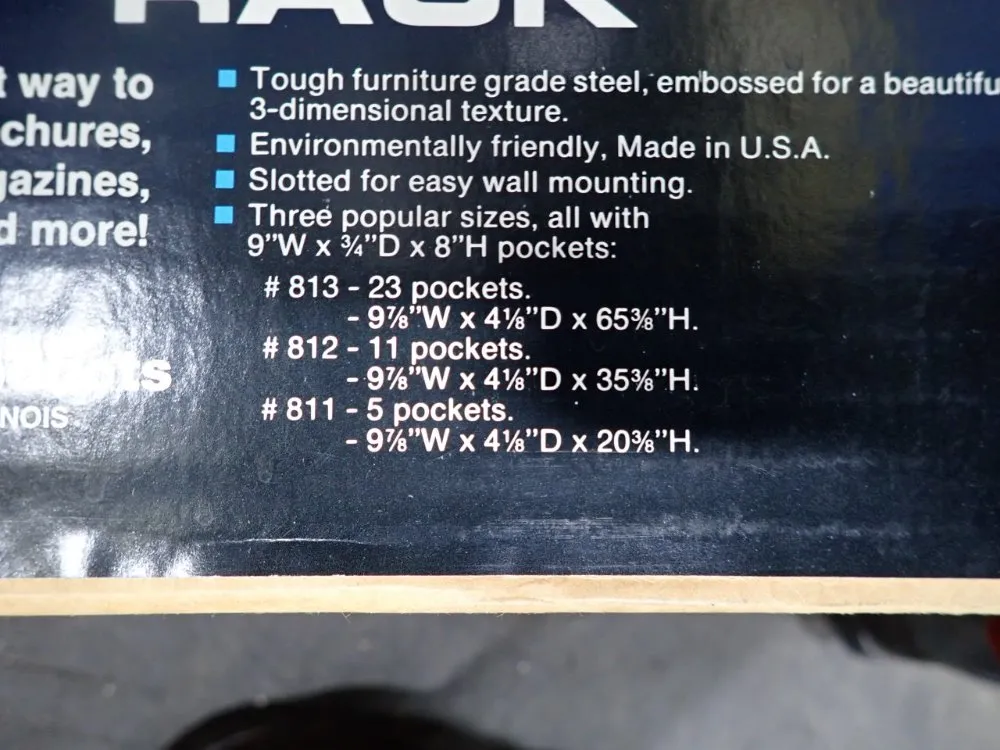 RACK
t way to
chures,
gazines,
d more!
NOIS
■ Tough furniture grade steel, embossed for a beautifu
3-dimensional texture.
■ Environmentally friendly, Made in U.S.A.
■ Slotted for easy wall mounting.
■ Three popular sizes, all with
9”W x ¾”D x 8”H pockets:
# 813 - 23 pockets.
- 9⅞”W x 4⅛”D x 65⅜”H.
# 812 - 11 pockets.
- 9⅞”W x 4⅛”D x 35⅜”H.
# 811 - 5 pockets.
- 9⅞”W x 4⅛”D x 20⅜”H.